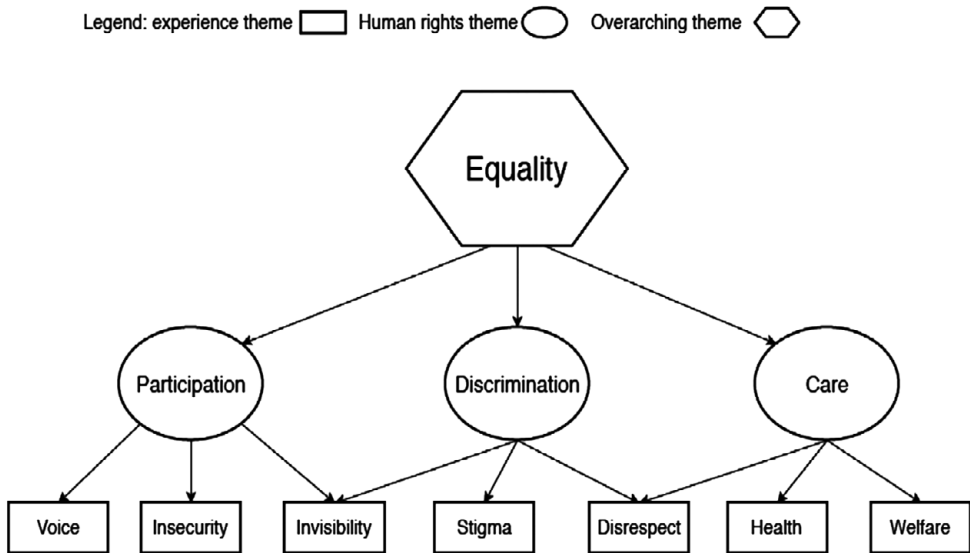 Legend: experience theme Human rights theme Overarching theme
Equality
Participation Discrimination Care
Voice Insecurity Invisibility Stigma Disrespect Health Welfare